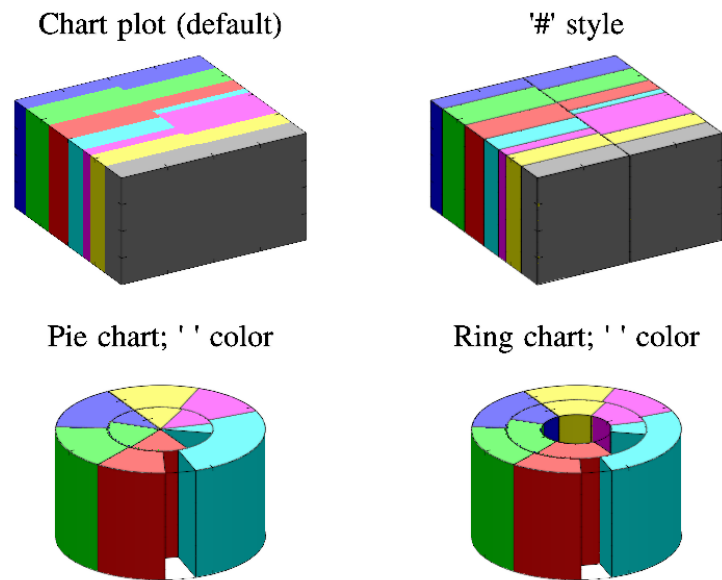 Chart plot (default)
'#' style
Pie chart; ' ' color
Ring chart; ' ' color